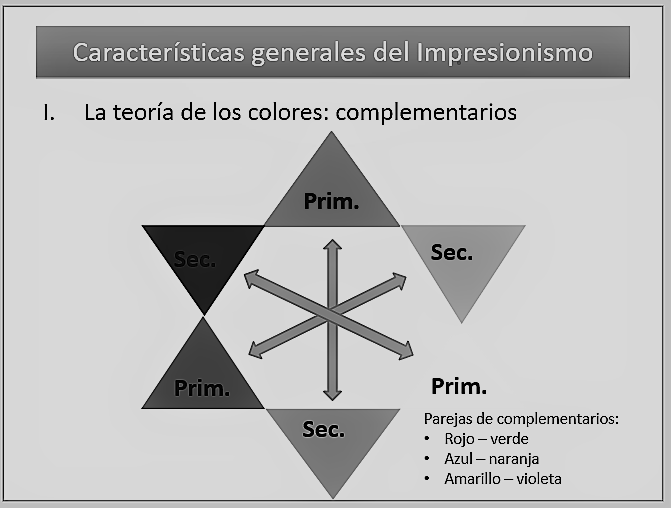 Características generales del Impresionismo
I. La teoría de los colores: complementarios
Prim.
Sec.
Sec.
Prim.
Prim.
Sec.
Parejas de complementarios:
• Rojo – verde
• Azul – naranja
• Amarillo – violeta